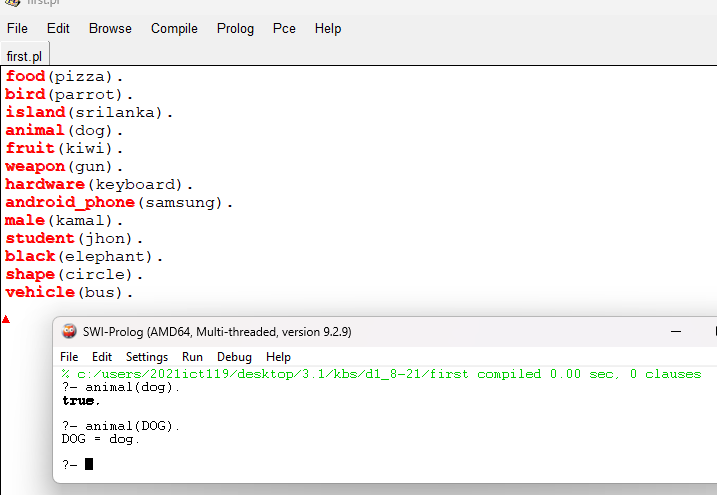 first.pl
File Edit Browse Compile Prolog Pce Help
first.pl
food(pizza).
bird(parrot).
island(srilanka).
animal(dog).
fruit(kiwi).
weapon(gun).
hardware(keyboard).
android_phone(samsung).
male(kamal).
student(jhon).
black(elephant).
shape(circle).
vehicle(bus).
SWI-Prolog (AMD64, Multi-threaded, version 9.2.9)
File Edit Settings Run Debug Help
% c:/users/2021ict119/desktop/3.1/kbs/d1_8-21/first compiled 0.00 sec, 0 clauses
?- animal(dog).
true.
?- animal(DOG).
DOG = dog.
?-